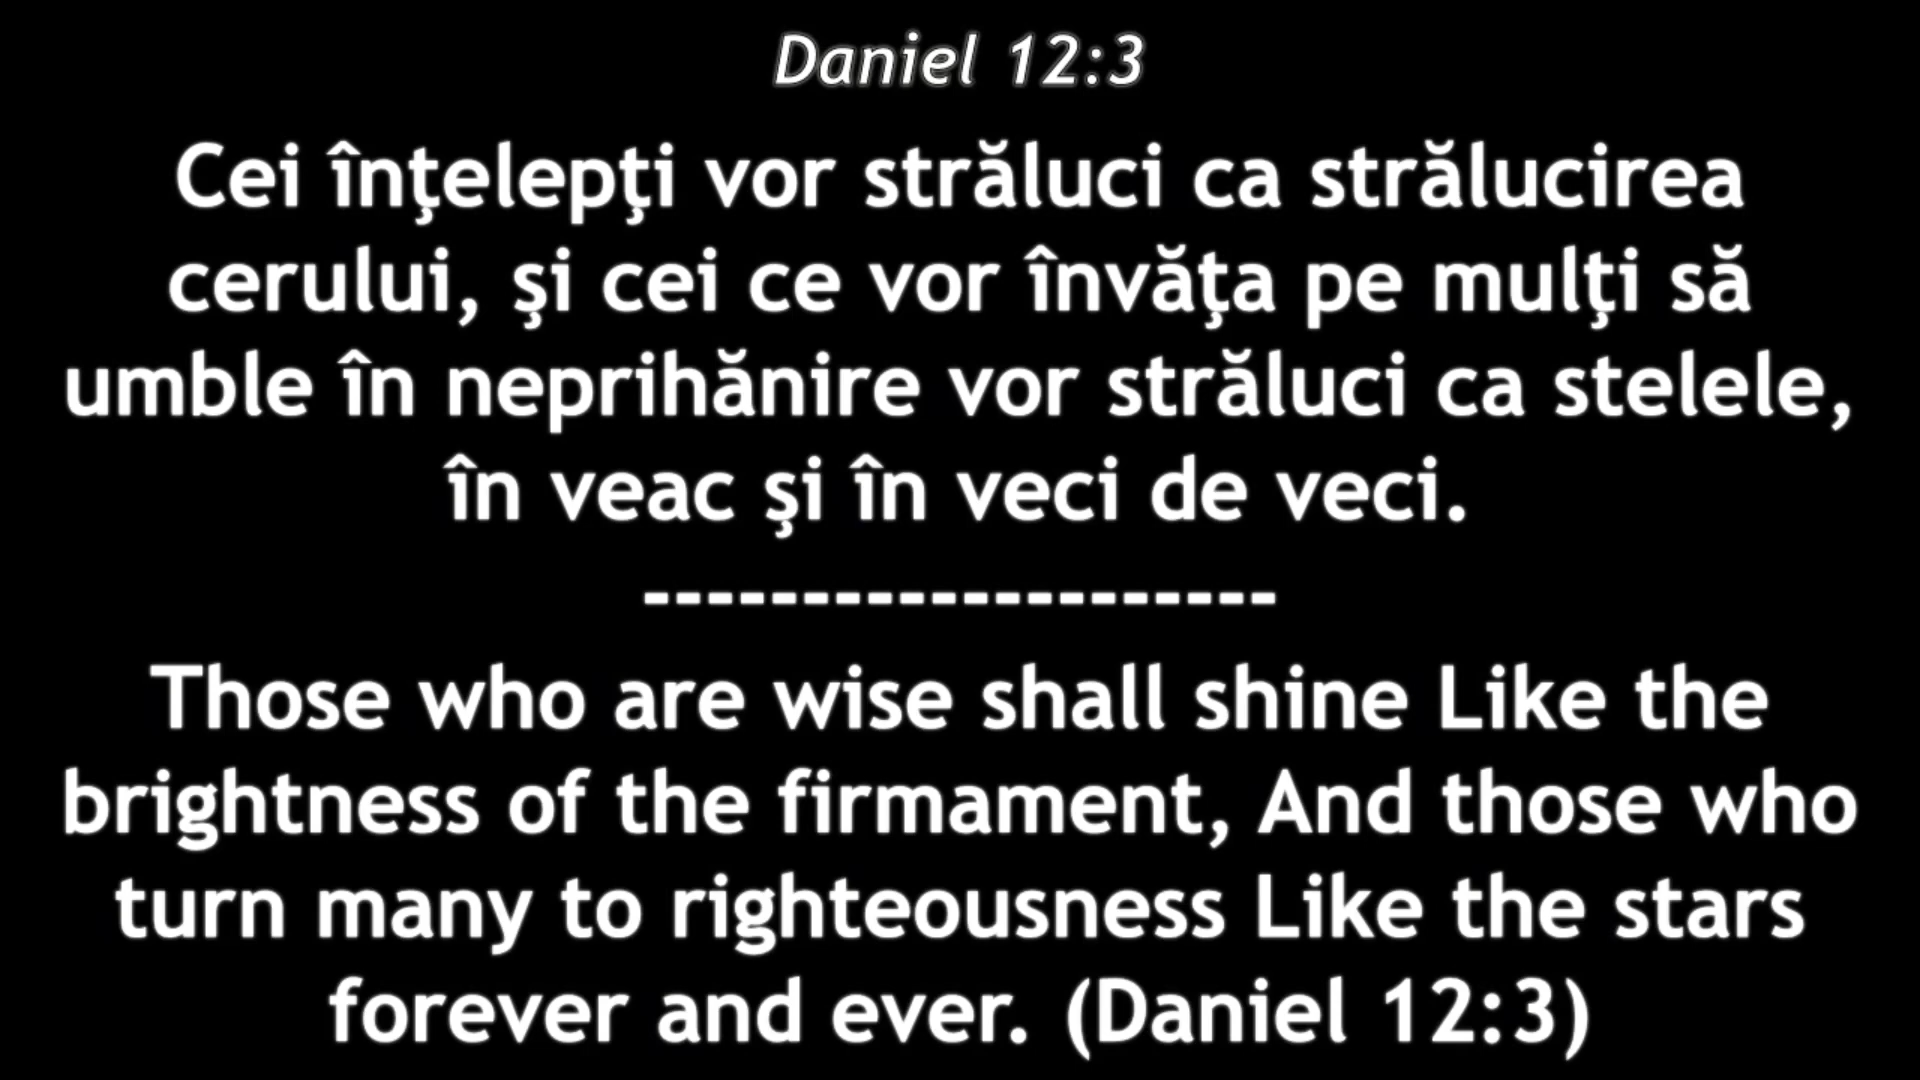 Daniel 12:3
Cei înţelepţi vor străluci ca strălucirea
cerului, şi cei ce vor învăţa pe mulţi să
umble în neprihănire vor străluci ca stelele,
în veac şi în veci de veci.
--------------------
Those who are wise shall shine Like the
brightness of the firmament, And those who
turn many to righteousness Like the stars
forever and ever. (Daniel 12:3)